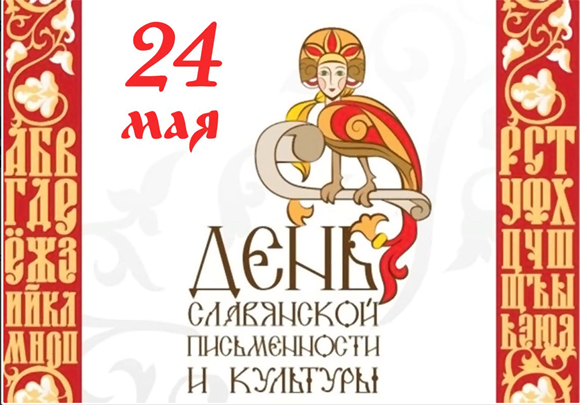 24
мая
АБВ
ГДЕ
ЁЖЗ
ИЙКЛ
МНОП
ДЕНЬ
СЛАВЯНСКОЙ
ПИСЬМЕННОСТИ
И КУЛЬТУРЫ
РСТ
УФХ
ЦЧШ
ЩЪЫ
ЬЭЮЯ